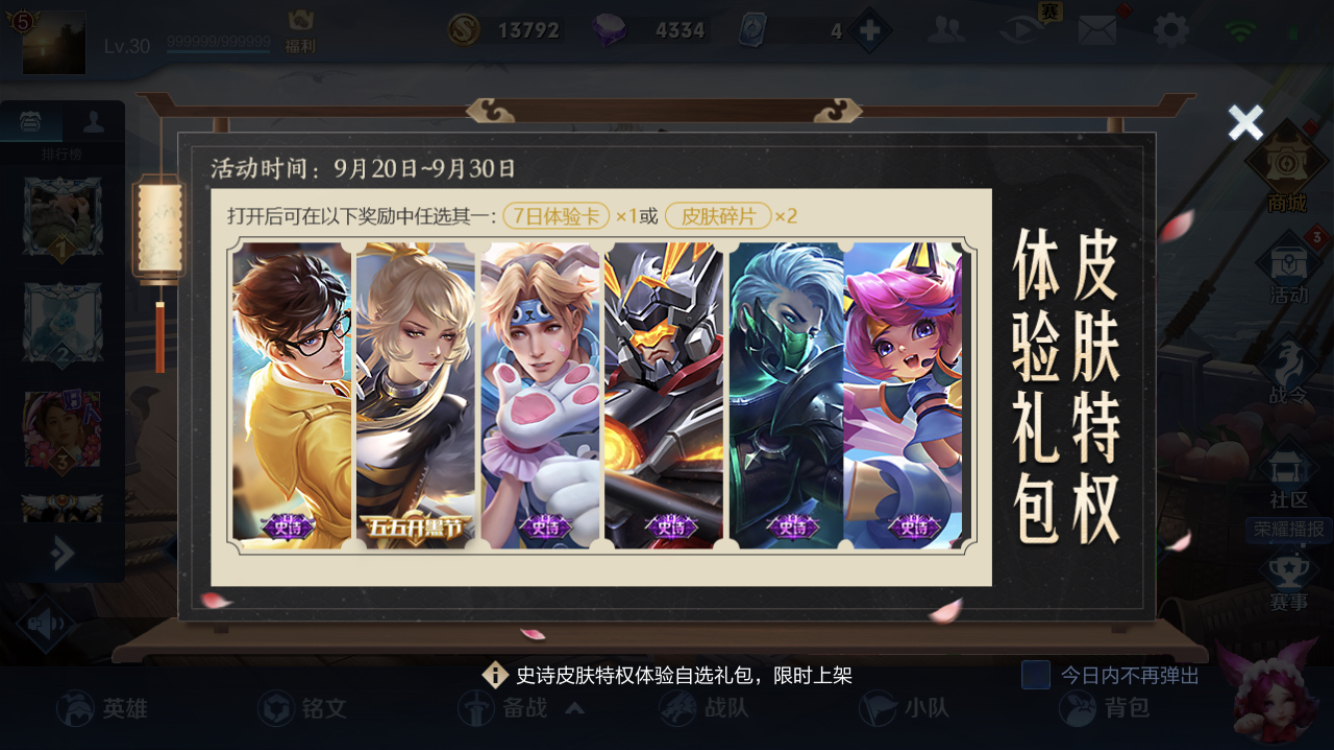 5
Lv.30
999999999/999999
福利
13792
4334
4
赛
排行榜
1
2
3
活动时间：9月20日~9月30日
打开后可在以下奖励中任选其一：7日体验卡×1或 皮肤碎片×2
史诗
五五开黑节
史诗
史诗
史诗
史诗
皮肤特权
体验礼包
商城
3
活动
战令
社区
荣耀播报
赛事
史诗皮肤特权体验自选礼包，限时上架
今日内不再弹出
英雄
铭文
备战
战队
小队
背包